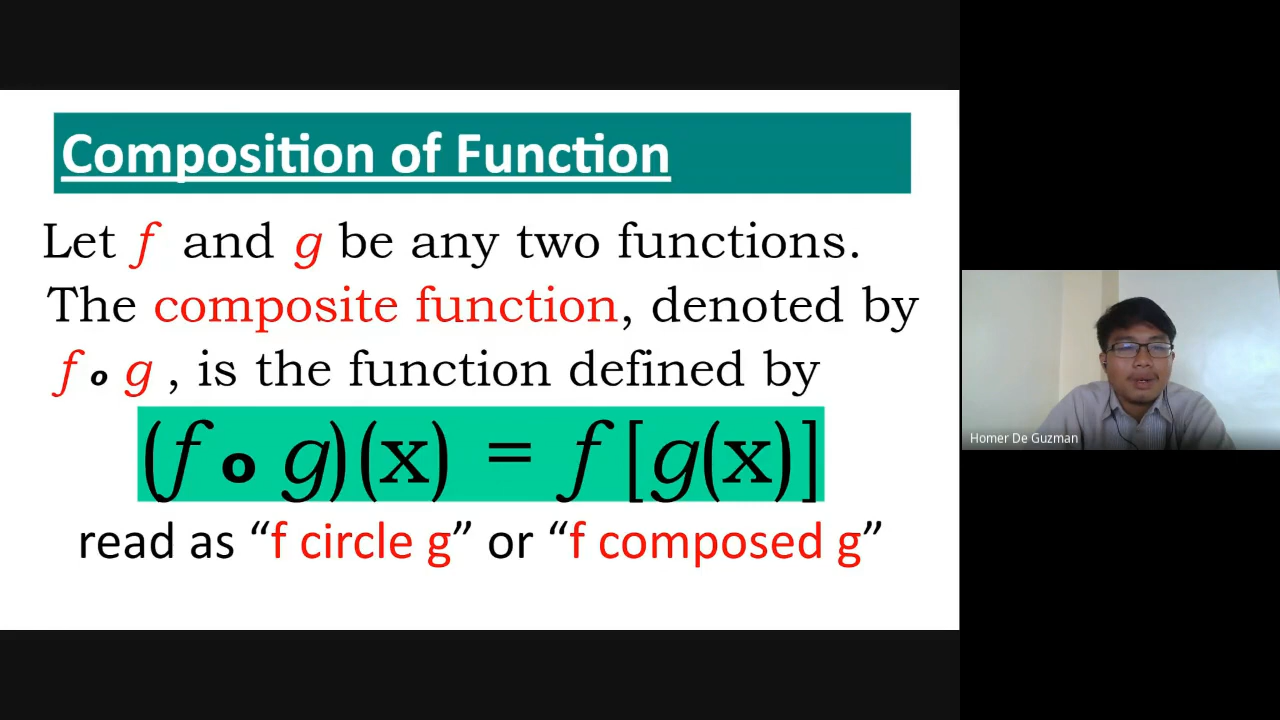 Composition of Function
Let f and g be any two functions.
The composite function, denoted by
f o g , is the function defined by
(f o g)(x) = f [g(x)]
read as “f circle g” or “f composed g”
Homer De Guzman